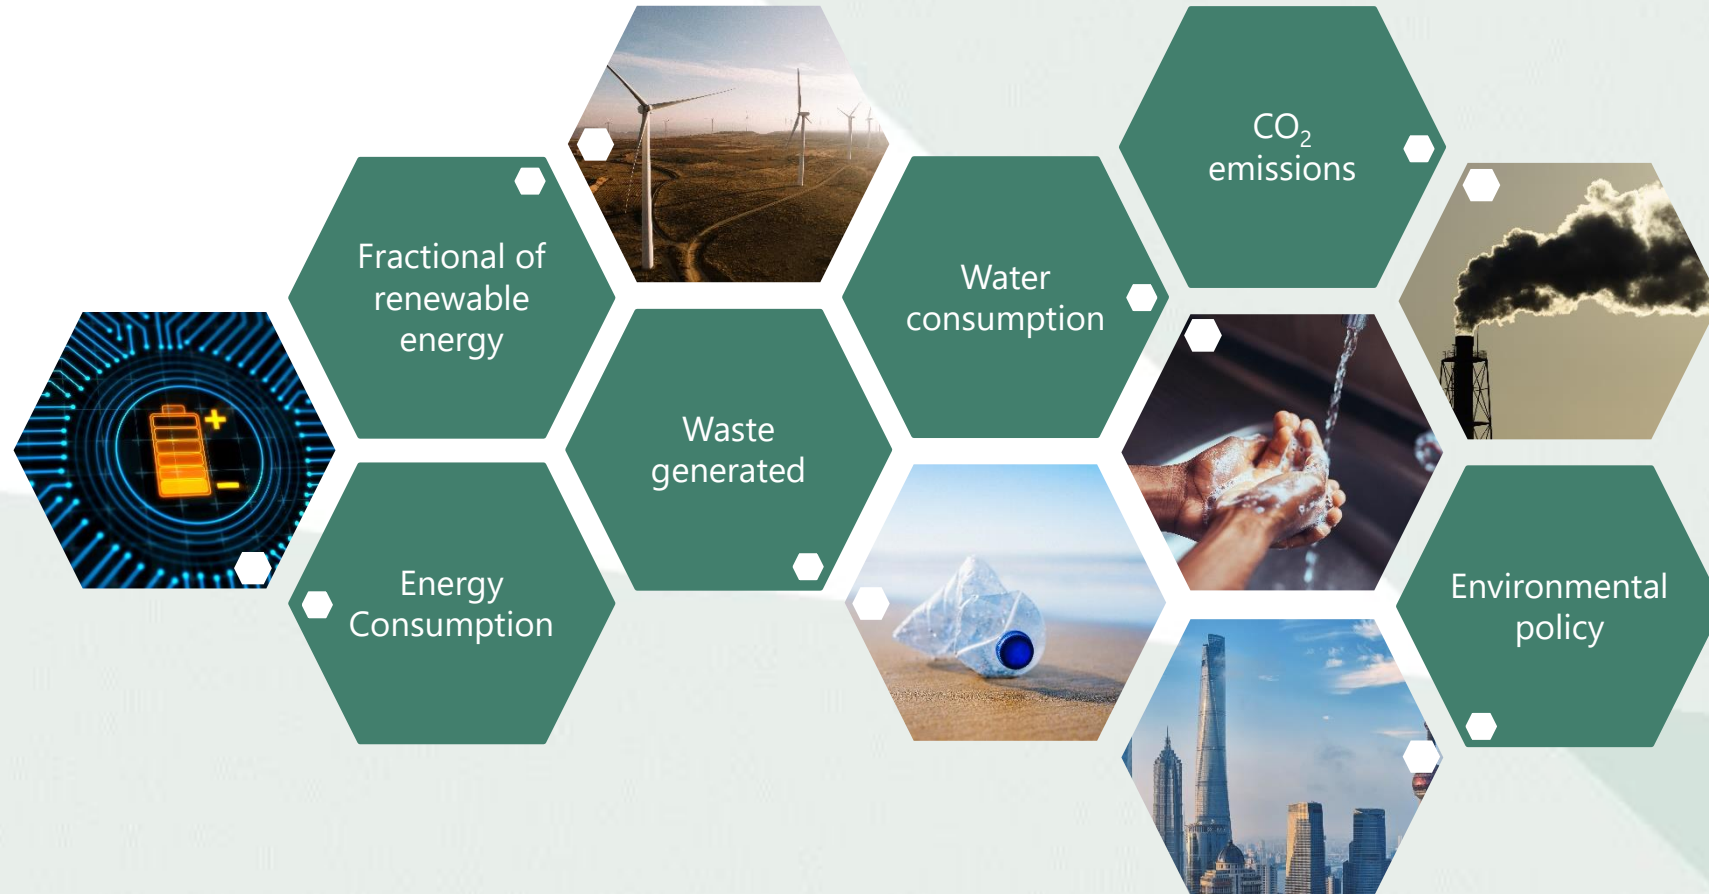 Fractional of
renewable
energy
Energy
Consumption
Waste
generated
Water
consumption
CO₂
emissions
Environmental
policy